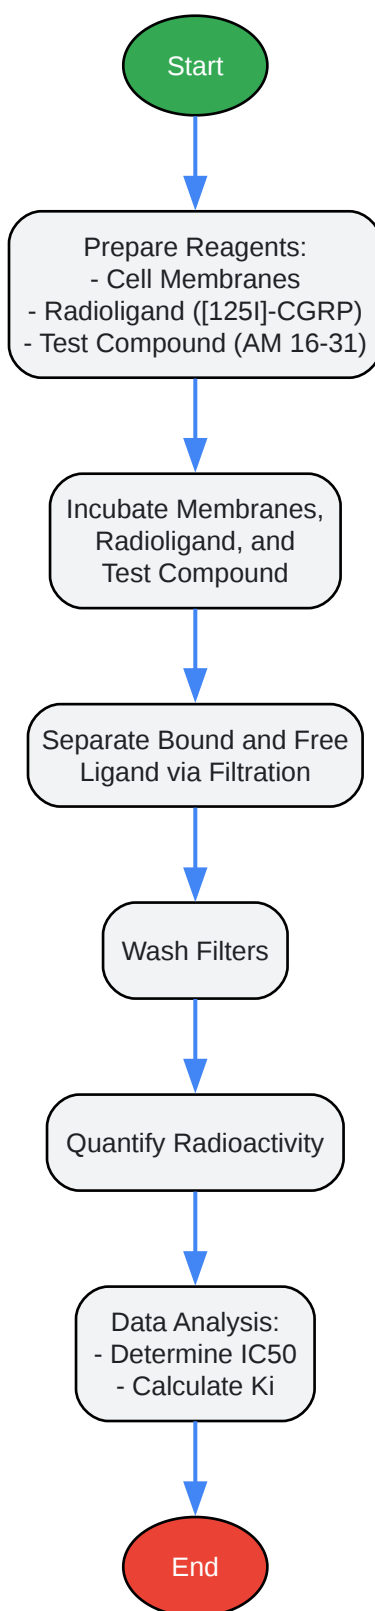 Start
Prepare Reagents:
- Cell Membranes
- Radioligand ([125I]-CGRP)
- Test Compound (AM 16-31)
Incubate Membranes,
Radioligand, and
Test Compound
Separate Bound and Free
Ligand via Filtration
Wash Filters
Quantify Radioactivity
Data Analysis:
- Determine IC50
- Calculate Ki
End